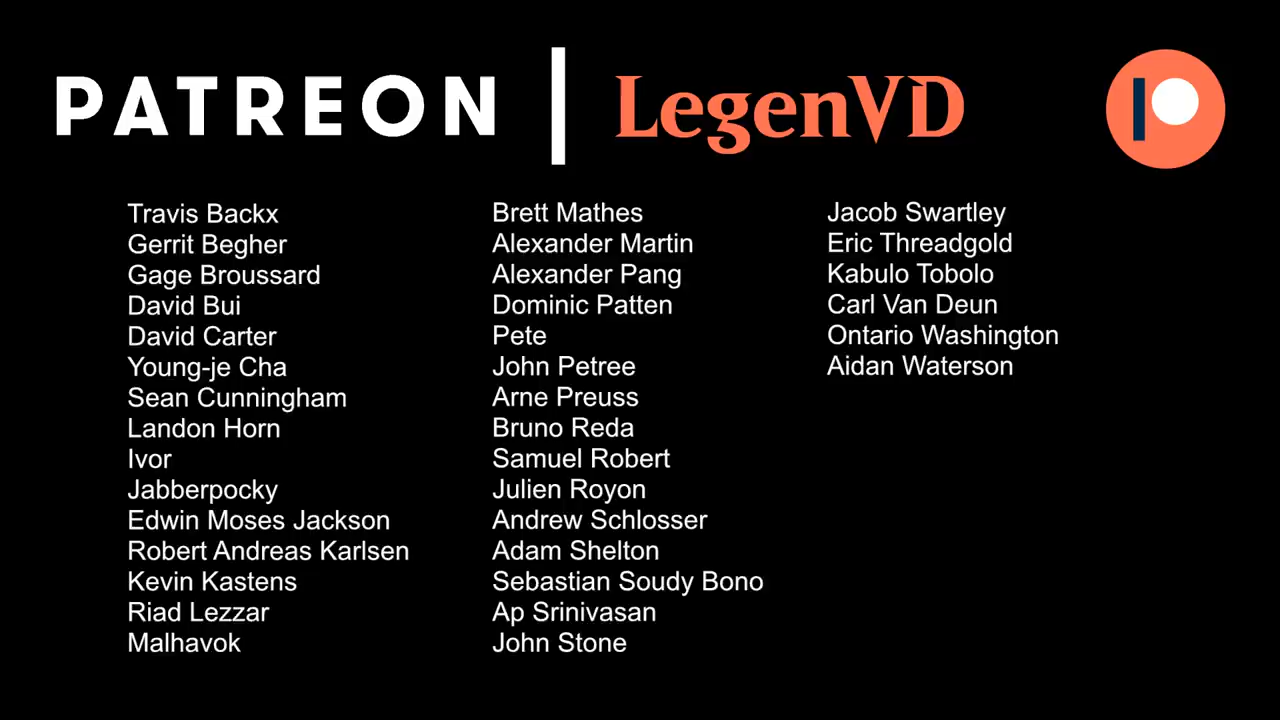 PATREON | LegenVD
Travis Backx
Gerrit Begher
Gage Broussard
David Bui
David Carter
Young-je Cha
Sean Cunningham
Landon Horn
Ivor
Jabberpocky
Edwin Moses Jackson
Robert Andreas Karlsen
Kevin Kastens
Riad Lezzar
Malhavok
Brett Mathes
Alexander Martin
Alexander Pang
Dominic Patten
Pete
John Petree
Arne Preuss
Bruno Reda
Samuel Robert
Julien Royon
Andrew Schlosser
Adam Shelton
Sebastian Soudy Bono
Ap Srinivasan
John Stone
Jacob Swartley
Eric Threadgold
Kabulo Tobolo
Carl Van Deun
Ontario Washington
Aidan Waterson